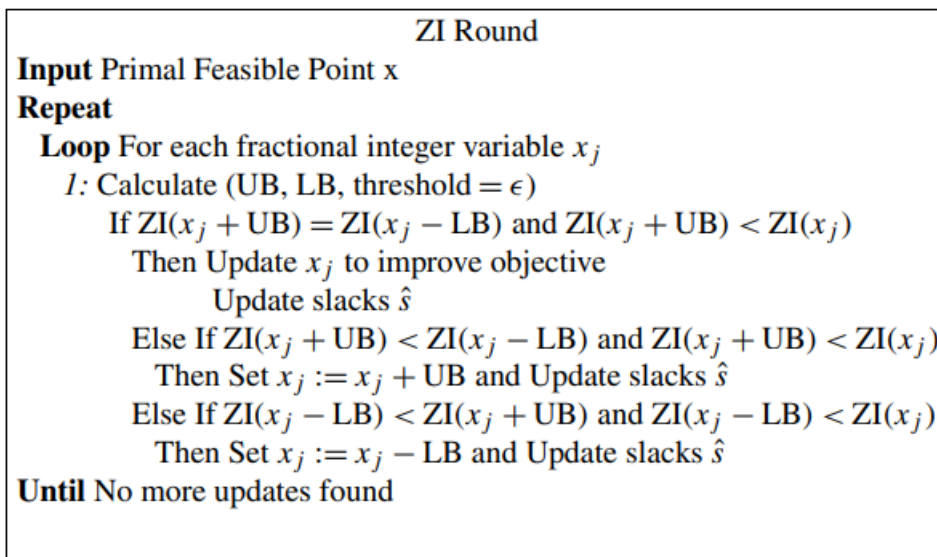 ZI Round
Input Primal Feasible Point x
Repeat
Loop For each fractional integer variable x_j
1: Calculate (UB, LB, threshold = ϵ)
If ZI(x_j + UB) = ZI(x_j − LB) and ZI(x_j + UB) < ZI(x_j)
Then Update x_j to improve objective
Update slacks ŝ
Else If ZI(x_j + UB) < ZI(x_j − LB) and ZI(x_j + UB) < ZI(x_j)
Then Set x_j := x_j + UB and Update slacks ŝ
Else If ZI(x_j − LB) < ZI(x_j + UB) and ZI(x_j − LB) < ZI(x_j)
Then Set x_j := x_j − LB and Update slacks ŝ
Until No more updates found